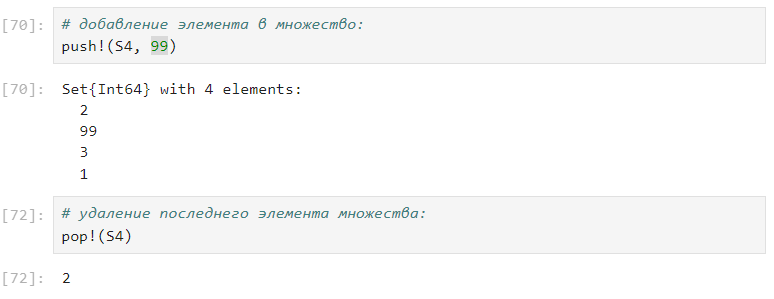 [70]: # добавление элемента в множество:
push!(S4, 99)
[70]: Set{Int64} with 4 elements:
2
99
3
1
[72]: # удаление последнего элемента множества:
pop!(S4)
[72]: 2